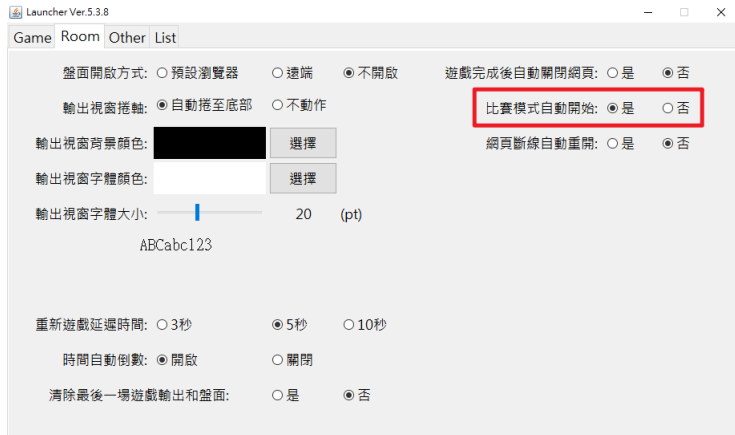 Launcher Ver.5.3.8
Game Room Other List
盤面開啟方式: 預設瀏覽器 遠端 不開啟 遊戲完成後自動關閉網頁: 是 否
輸出視窗捲軸: 自動捲至底部 不動作 比賽模式自動開始: 是 否
輸出視窗背景顏色: 選擇 網頁斷線自動重開: 是 否
輸出視窗字體顏色: 選擇
輸出視窗字體大小: 20 (pt)
ABCabc123
重新遊戲延遲時間: 3秒 5秒 10秒
時間自動倒數: 開啟 關閉
清除最後一場遊戲輸出和盤面: 是 否